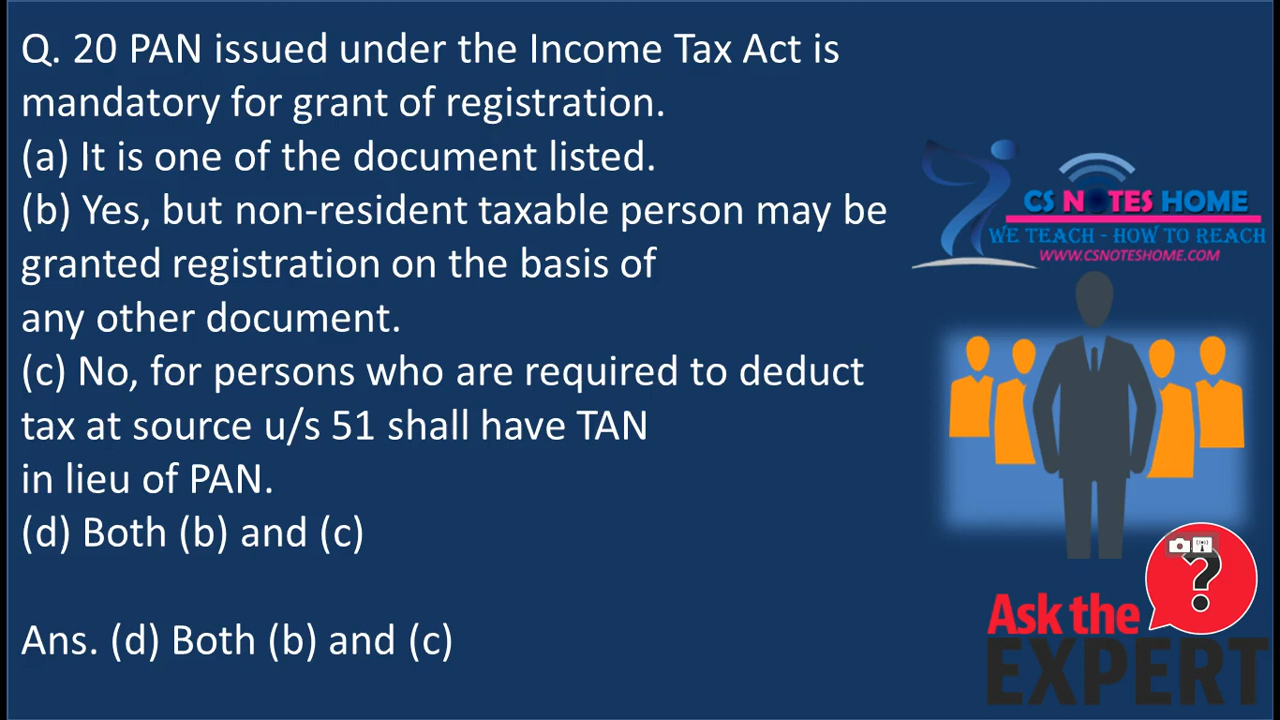 Q. 20 PAN issued under the Income Tax Act is
mandatory for grant of registration.
(a) It is one of the document listed.
(b) Yes, but non-resident taxable person may be
granted registration on the basis of
any other document.
(c) No, for persons who are required to deduct
tax at source u/s 51 shall have TAN
in lieu of PAN.
(d) Both (b) and (c)
Ans. (d) Both (b) and (c)
CS NOTES HOME
WE TEACH - HOW TO REACH
WWW.CSNOTESHOME.COM
?
Ask the
EXPERT